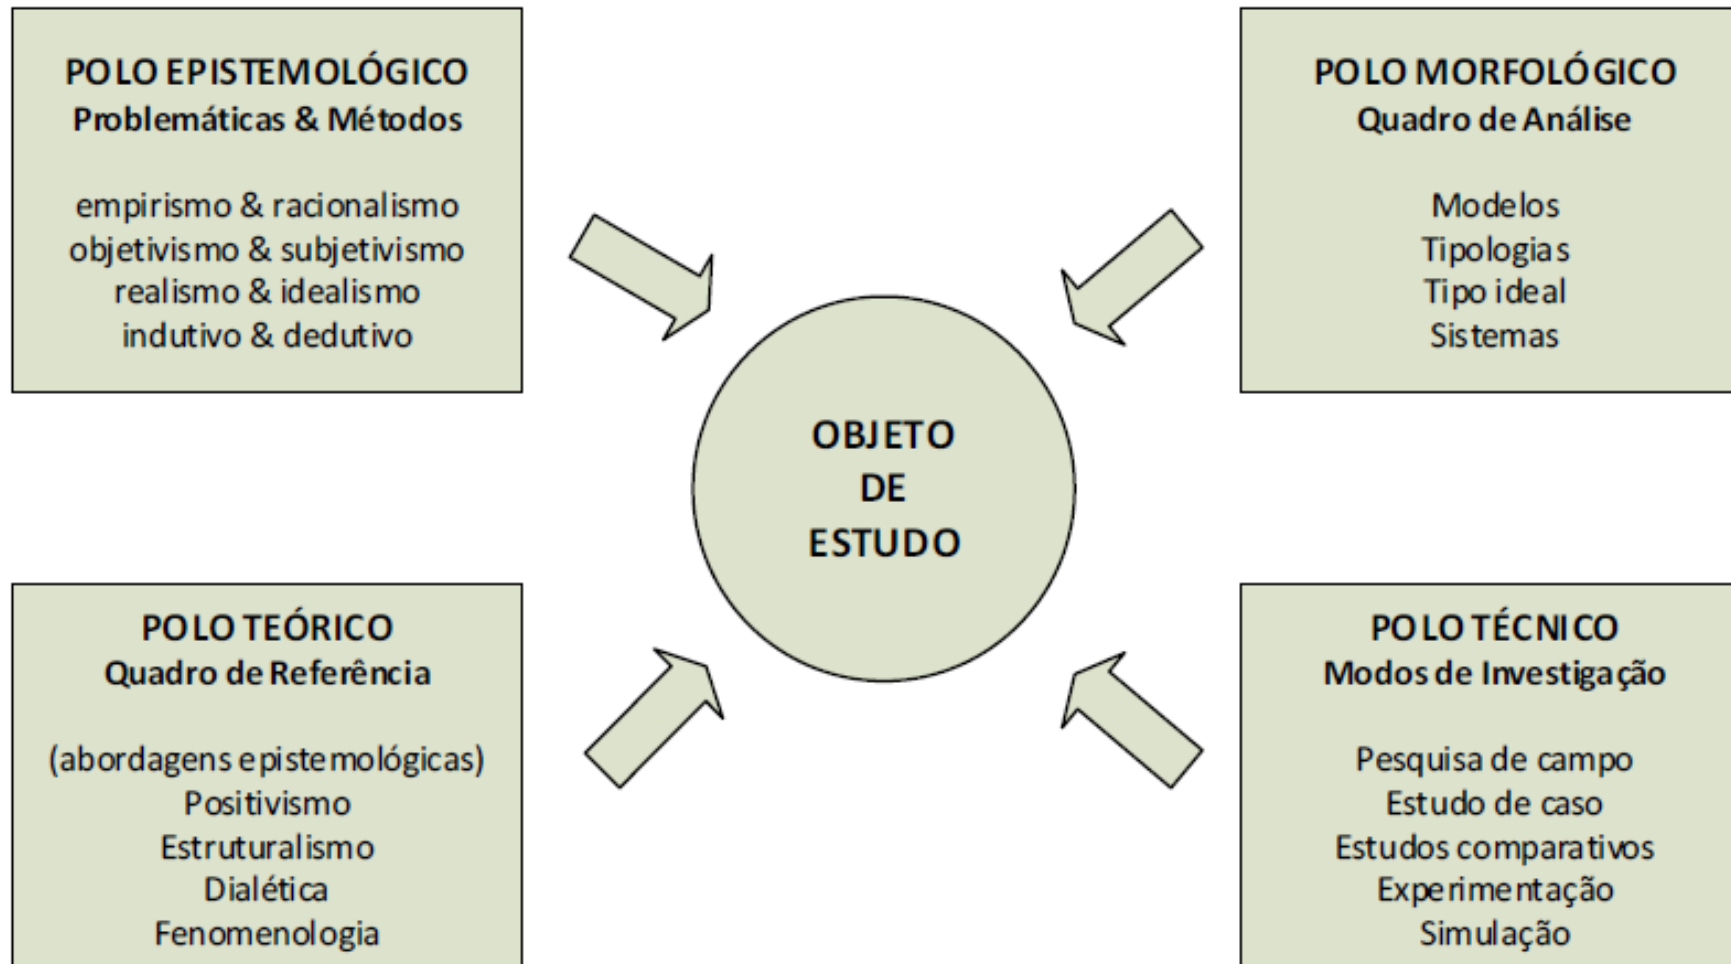 POLO EPISTEMOLÓGICO
Problemáticas & Métodos
empirismo & racionalismo
objetivismo & subjetivismo
realismo & idealismo
indutivo & dedutivo
POLO MORFOLÓGICO
Quadro de Análise
Modelos
Tipologias
Tipo ideal
Sistemas
OBJETO
DE
ESTUDO
POLO TEÓRICO
Quadro de Referência
(abordagens epistemológicas)
Positivismo
Estruturalismo
Dialética
Fenomenologia
POLO TÉCNICO
Modos de Investigação
Pesquisa de campo
Estudo de caso
Estudos comparativos
Experimentação
Simulação